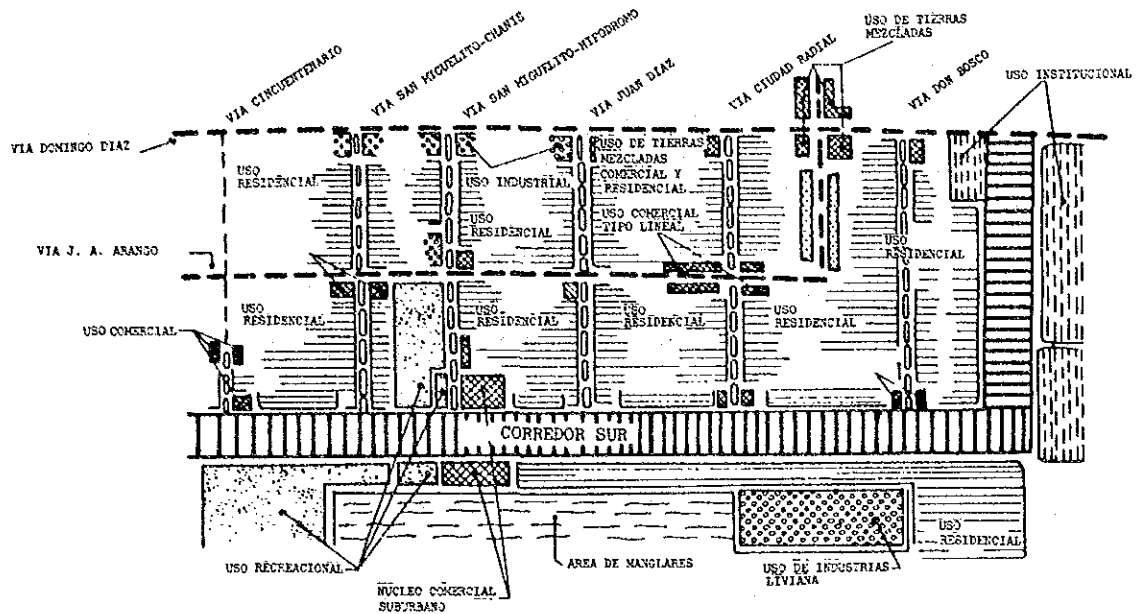 USO DE TIERRAS
MEZCLADAS
VIA CINCUENTENARIO
VIA SAN MIGUELITO-CHANIS
VIA SAN MIGUELITO-HIPODROMO
VIA JUAN DIAZ
VIA CIUDAD RADIAL
VIA DON BOSCO
USO INSTITUCIONAL
VIA DOMINGO DIAZ
USO
RESIDENCIAL
USO INDUSTRIAL
USO DE TIERRAS
MEZCLADAS
COMERCIAL Y
RESIDENCIAL
USO
RESIDENCIAL
USO COMERCIAL
TIPO LINEAL
USO
RESIDENCIAL
VIA J. A. ARANGO
USO
RESIDENCIAL
USO
RESIDENCIAL
USO
RESIDENCIAL
USO
RESIDENCIAL
USO COMERCIAL
CORREDOR SUR
USO
RESIDENCIAL
USO RECREACIONAL
AREA DE MANGLARES
USO DE INDUSTRIAS
LIVIANA
NUCLEO COMERCIAL
SUBURBANO